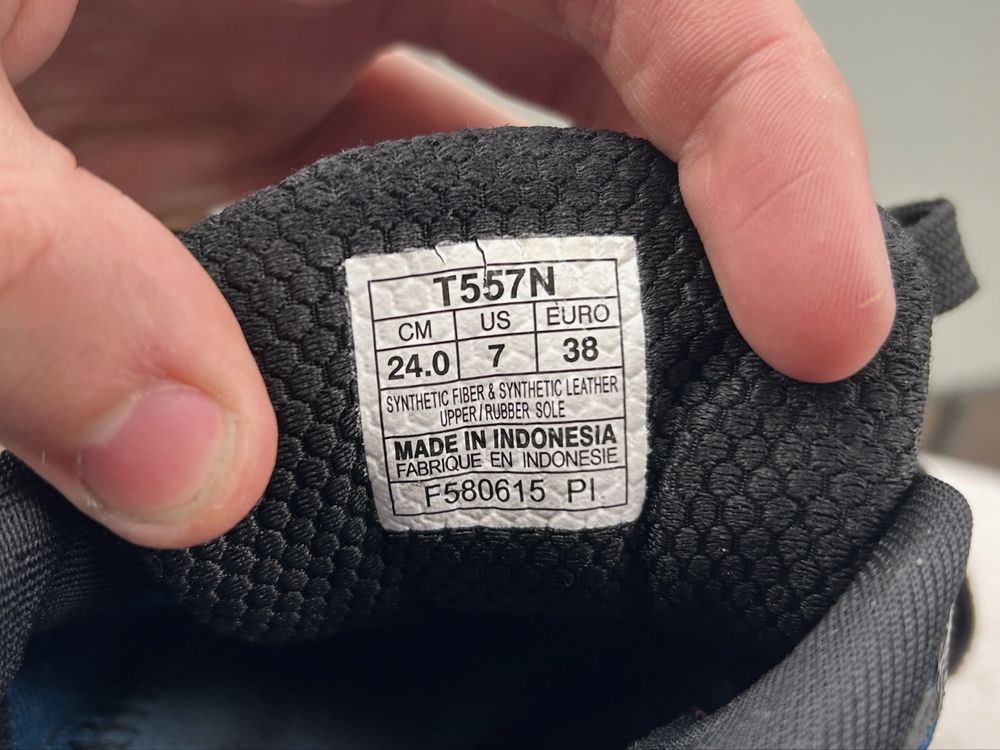 T557N
CM US EURO
24.0 7 38
SYNTHETIC FIBER & SYNTHETIC LEATHER
UPPER/RUBBER SOLE
MADE IN INDONESIA
FABRIQUE EN INDONESIE
F580615 PI